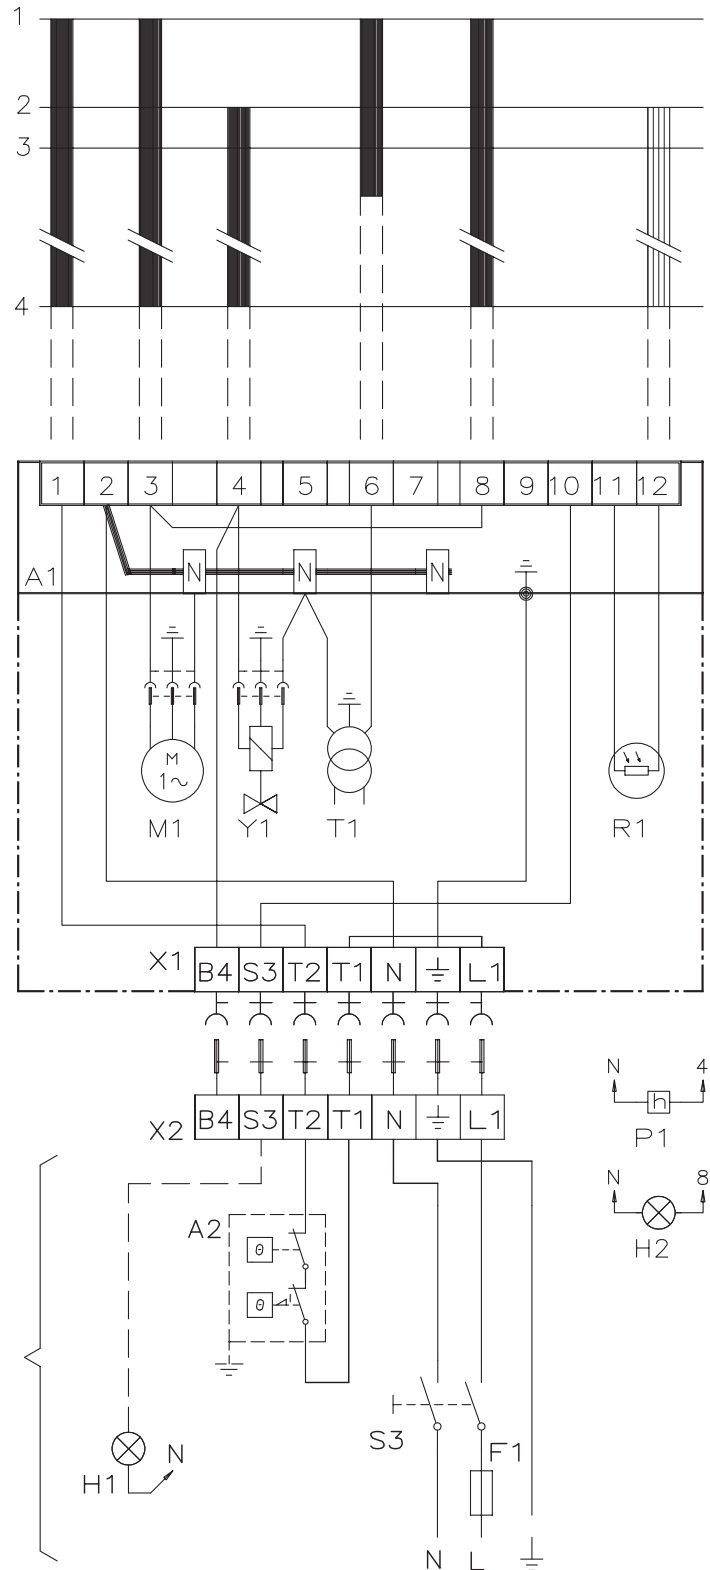 1
2
3
4
1 2 3 4 5 6 7 8 9 10 11 12
A1 N N N
M
1~
M1 Y1 T1 R1
X1 B4 S3 T2 T1 N L1
X2 B4 S3 T2 T1 N L1
N 4
h
P1
N 8
H2
A2
θ
θ
S3
F1
H1 N
N L